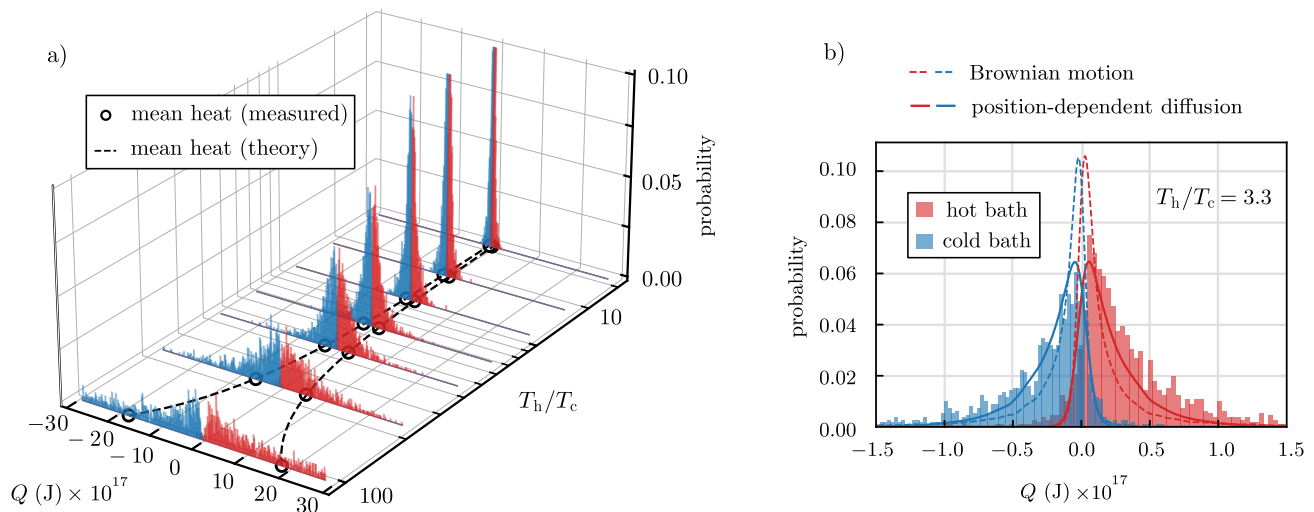 a)
mean heat (measured)
mean heat (theory)
0.10
0.05
0.00
probability
10
100
T_h/T_c
−30
− 20
− 10
0
10
20
30
Q (J) × 10^17
b)
Brownian motion
position-dependent diffusion
T_h/T_c = 3.3
hot bath
cold bath
0.10
0.08
0.06
0.04
0.02
0.00
probability
−1.5
−1.0
−0.5
0.0
0.5
1.0
1.5
Q (J) ×10^17